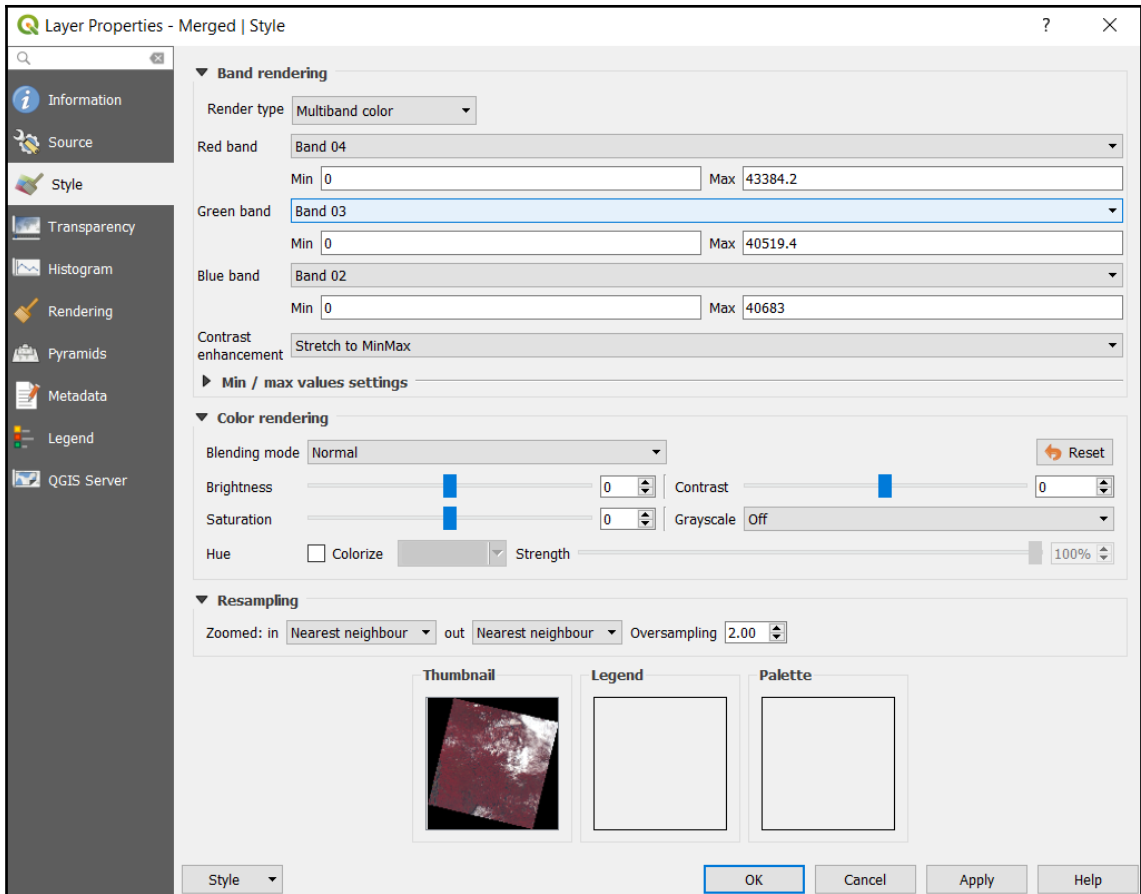 Layer Properties - Merged | Style
Information
Source
Style
Transparency
Histogram
Rendering
Pyramids
Metadata
Legend
QGIS Server
Band rendering
Render type Multiband color
Red band Band 04
Min 0 Max 43384.2
Green band Band 03
Min 0 Max 40519.4
Blue band Band 02
Min 0 Max 40683
Contrast
enhancement Stretch to MinMax
Min / max values settings
Color rendering
Blending mode Normal Reset
Brightness 0 Contrast 0
Saturation 0 Grayscale Off
Hue Colorize Strength 100%
Resampling
Zoomed: in Nearest neighbour out Nearest neighbour Oversampling 2.00
Thumbnail Legend Palette
Style OK Cancel Apply Help